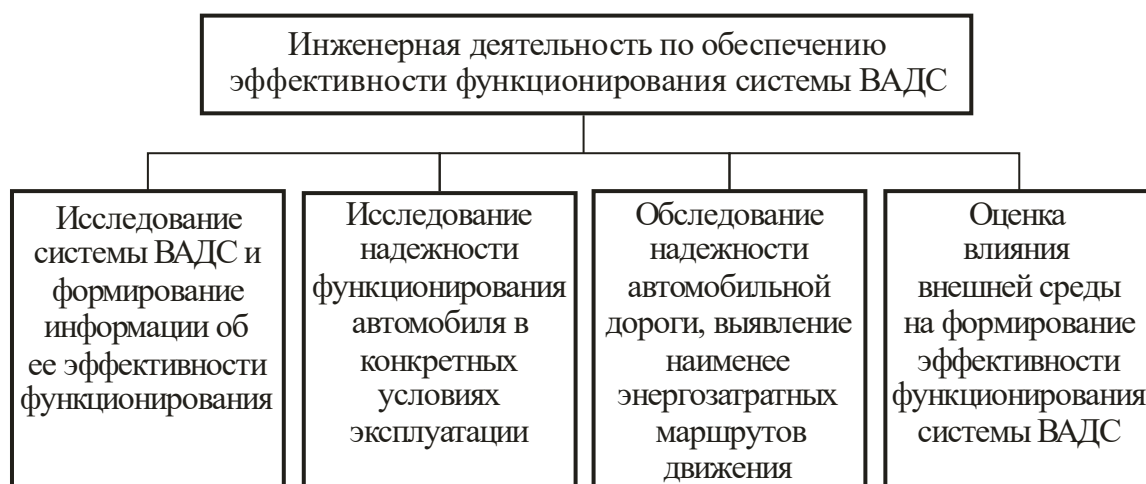 Инженерная деятельность по обеспечению
эффективности функционирования системы ВАДС
Исследование
системы ВАДС и
формирование
информации об
ее эффективности
функционирования
Исследование
надежности
функционирования
автомобиля в
конкретных
условиях
эксплуатации
Обследование
надежности
автомобильной
дороги, выявление
наименее
энергозатратных
маршрутов
движения
Оценка
влияния
внешней среды
на формирование
эффективности
функционирования
системы ВАДС